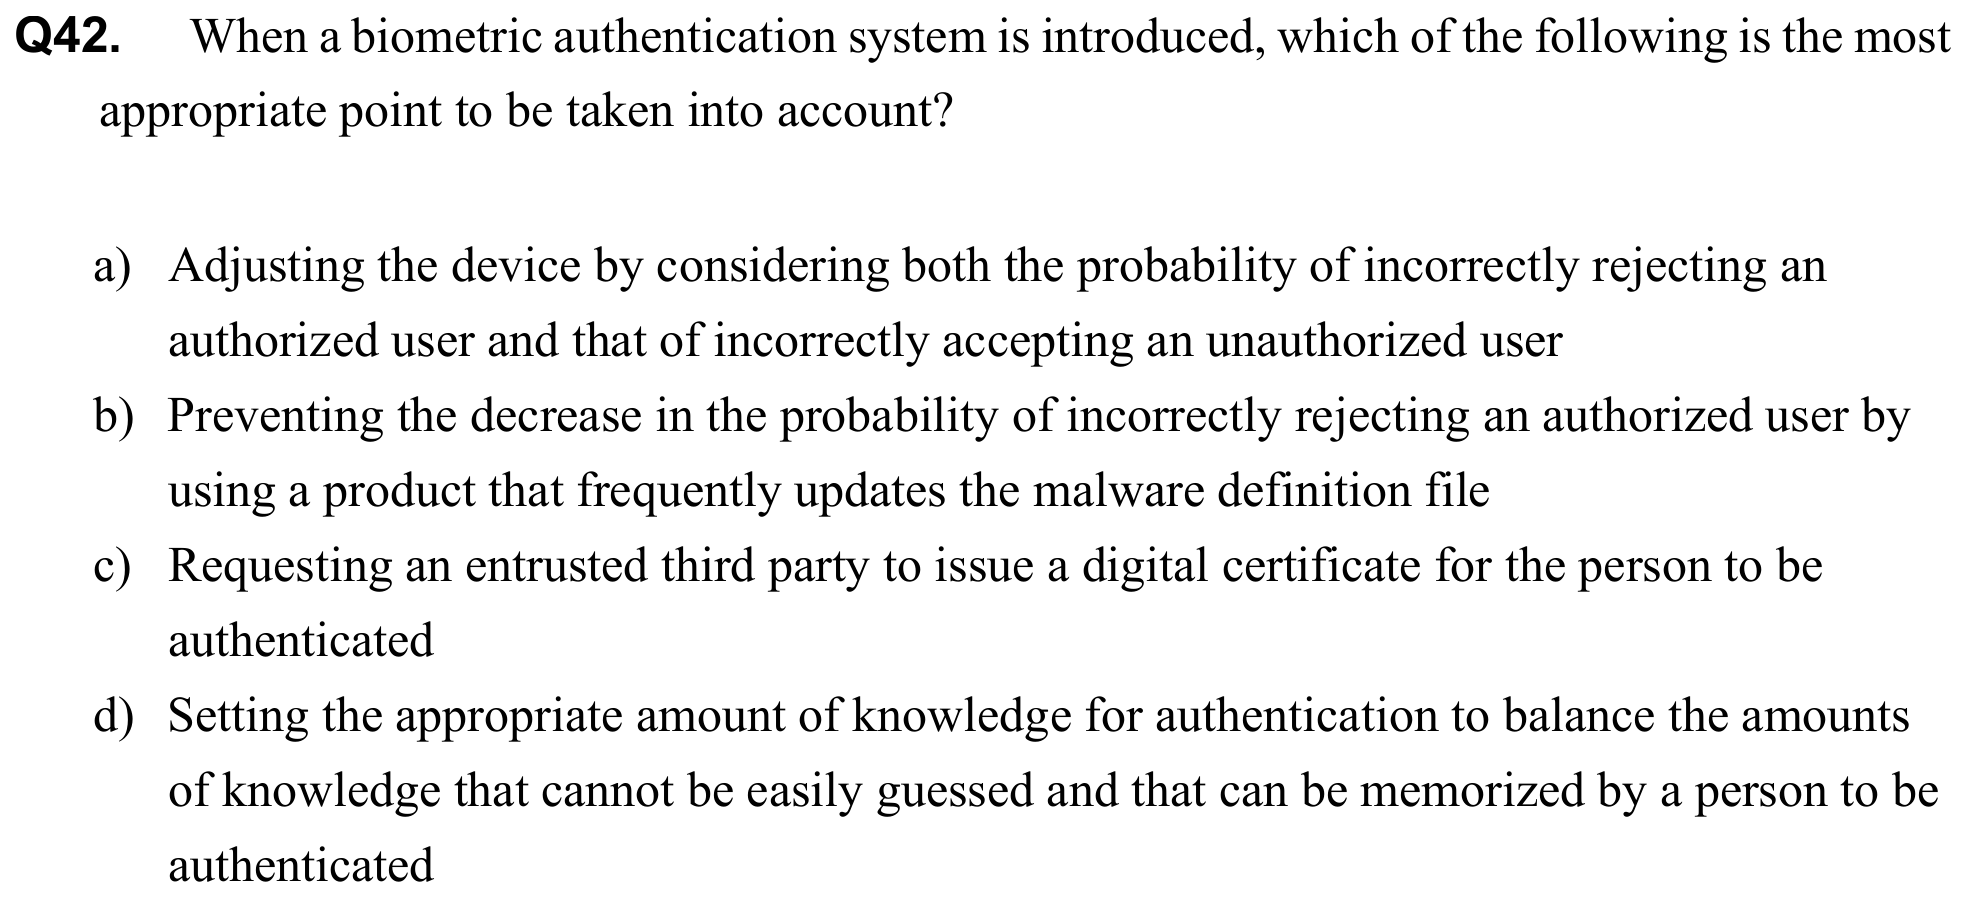 Q42. When a biometric authentication system is introduced, which of the following is the most
appropriate point to be taken into account?
a) Adjusting the device by considering both the probability of incorrectly rejecting an
authorized user and that of incorrectly accepting an unauthorized user
b) Preventing the decrease in the probability of incorrectly rejecting an authorized user by
using a product that frequently updates the malware definition file
c) Requesting an entrusted third party to issue a digital certificate for the person to be
authenticated
d) Setting the appropriate amount of knowledge for authentication to balance the amounts
of knowledge that cannot be easily guessed and that can be memorized by a person to be
authenticated